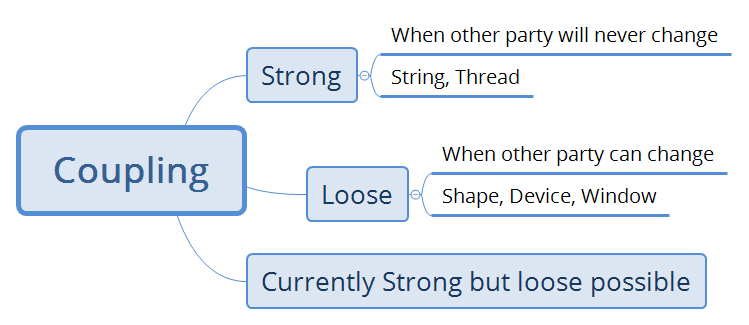 When other party will never change
Strong
String, Thread
Coupling
When other party can change
Loose
Shape, Device, Window
Currently Strong but loose possible